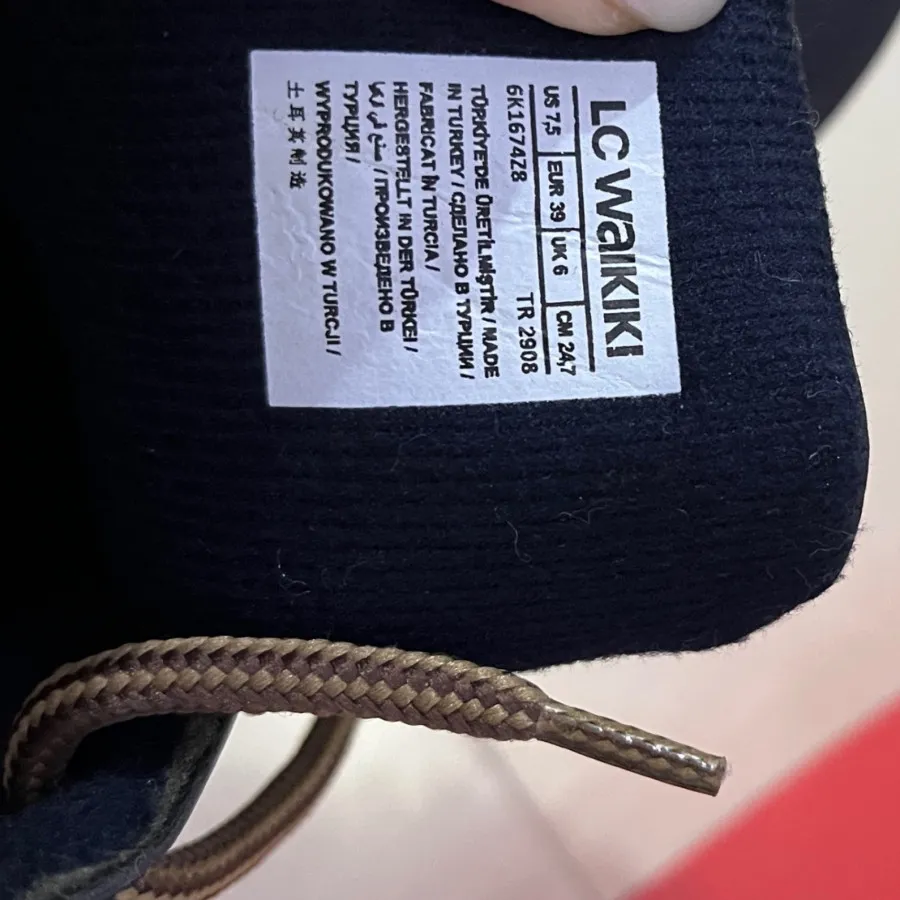 LC WAIKIKI
US 7,5 EUR 39 UK 6 CM 24,7
6K1674Z8 TR 2908
TÜRKİYE'DE ÜRETİLMİŞTİR / MADE
IN TURKEY / СДЕЛАНО В ТУРЦИИ /
FABRICAT ÎN TURCIA /
HERGESTELLT IN DER TÜRKEI /
صنع في تركيا / ПРОИЗВЕДЕНО В
ТУРЦИЯ /
WYPRODUKOWANO W TURCJI /
土耳其制造